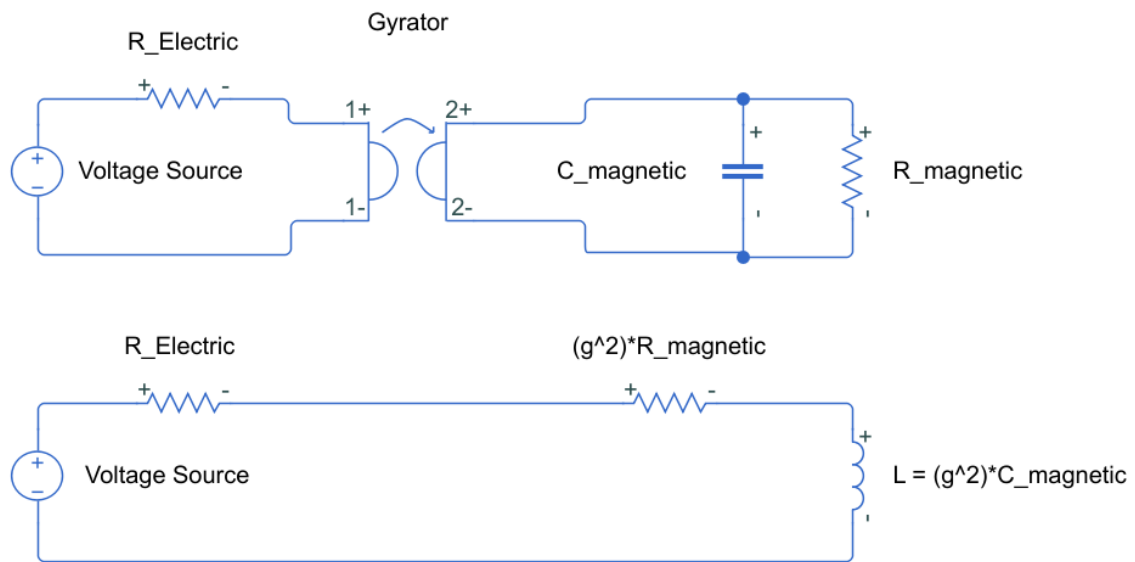 Gyrator
R_Electric
+ -
1+ 2+
+
+ +
−
Voltage Source
C_magnetic
R_magnetic
1- 2-
- -
R_Electric
(g^2)*R_magnetic
+ - + -
+
+
−
Voltage Source
L = (g^2)*C_magnetic
-